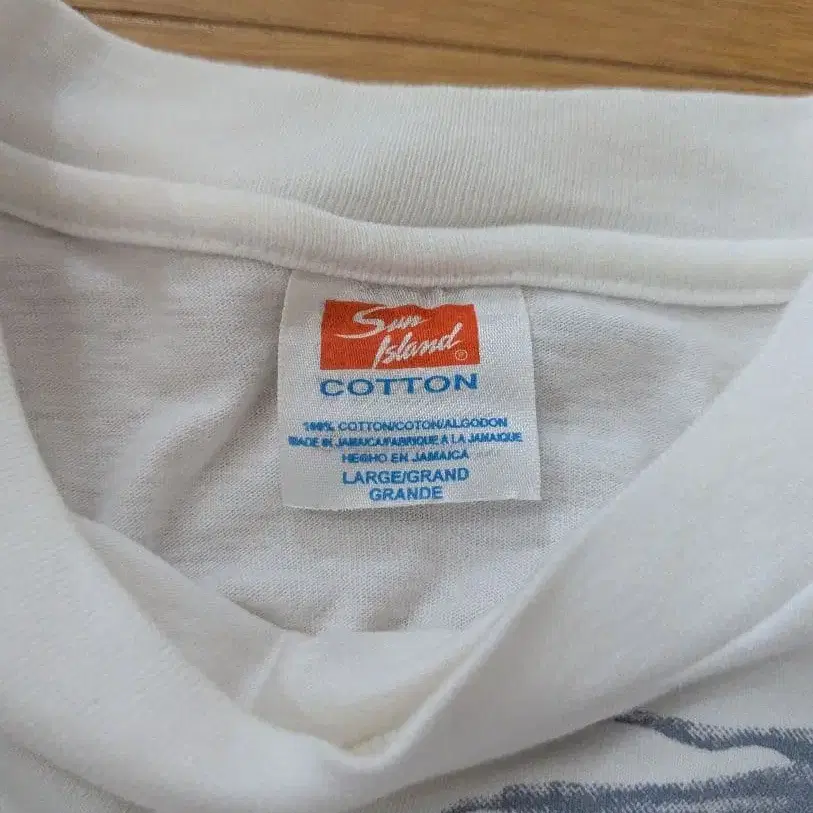 Sun
Island ®
COTTON
100% COTTON/COTON/ALGODON
MADE IN JAMAICA/FABRIQUE A LA JAMAIQUE
HECHO EN JAMAICA
LARGE/GRAND
GRANDE